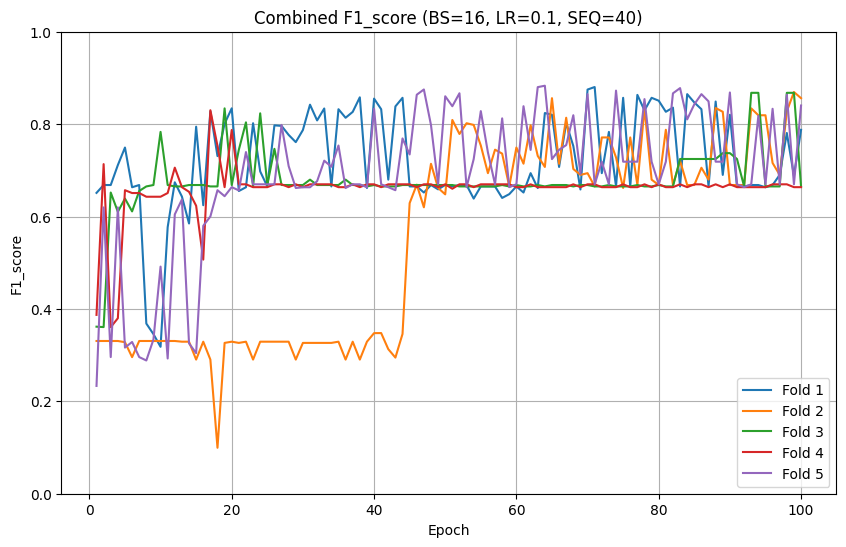 Combined F1_score (BS=16, LR=0.1, SEQ=40)
1.0
0.8
0.6
0.4
0.2
0.0
F1_score
0 20 40 60 80 100
Epoch
Fold 1
Fold 2
Fold 3
Fold 4
Fold 5